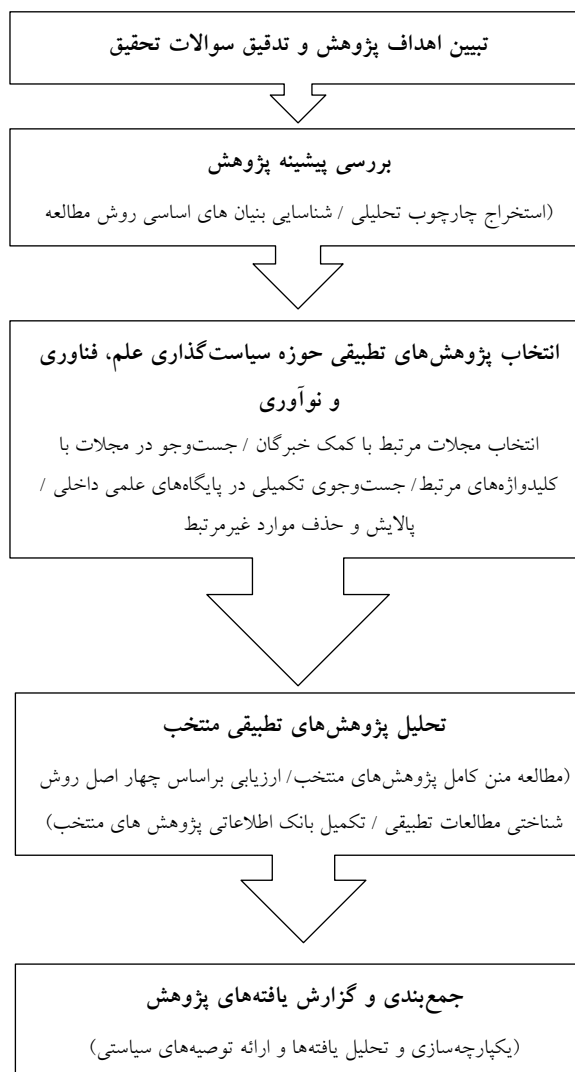 تبیین اهداف پژوهش و تدقیق سوالات تحقیق
بررسی پیشینه پژوهش
(استخراج چارچوب تحلیلی / شناسایی بنیان های اساسی روش مطالعه
انتخاب پژوهش‌های تطبیقی حوزه سیاست‌گذاری علم، فناوری
و نوآوری
انتخاب مجلات مرتبط با کمک خبرگان / جست‌وجو در مجلات با
کلیدواژه‌های مرتبط/ جست‌وجوی تکمیلی در پایگاه‌های علمی داخلی /
پالایش و حذف موارد غیرمرتبط
تحلیل پژوهش‌های تطبیقی منتخب
(مطالعه متن کامل پژوهش‌های منتخب/ ارزیابی براساس چهار اصل روش
شناختی مطالعات تطبیقی / تکمیل بانک اطلاعاتی پژوهش های منتخب)
جمع‌بندی و گزارش یافته‌های پژوهش
(یکپارچه‌سازی و تحلیل یافته‌ها و ارائه توصیه‌های سیاستی)